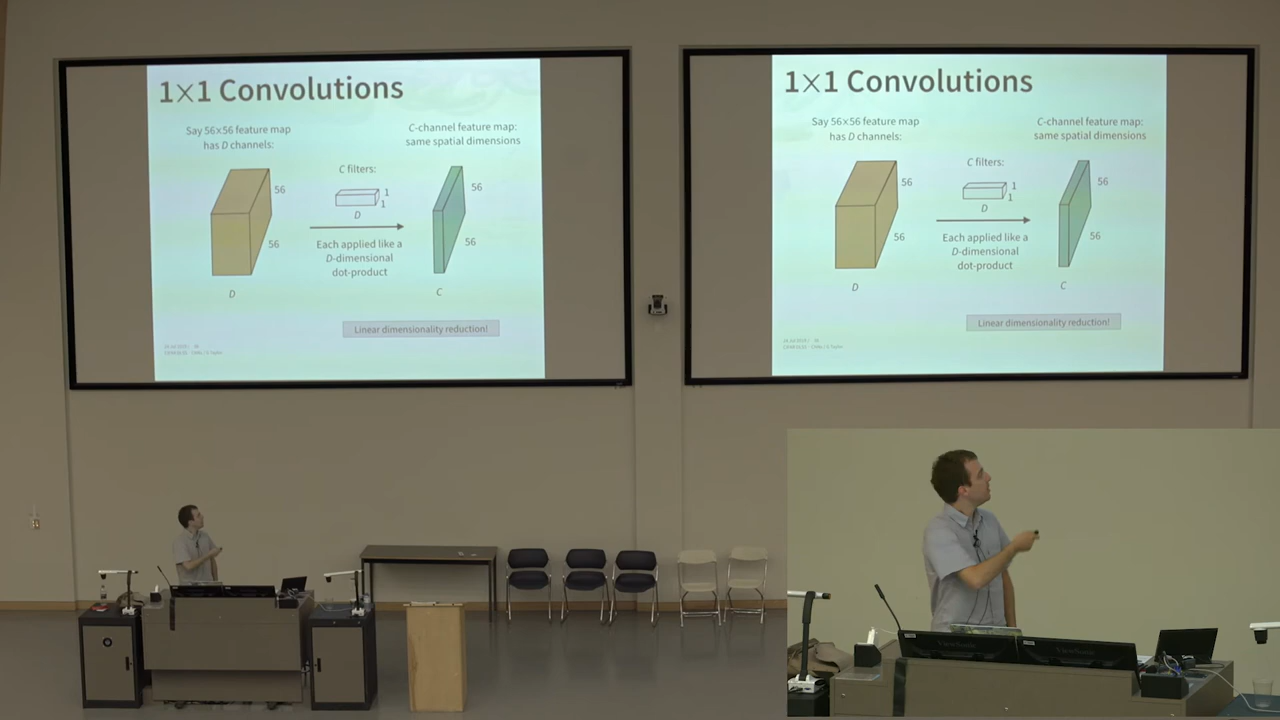 1×1 Convolutions
Say 56×56 feature map
has D channels:
C-channel feature map:
same spatial dimensions
C filters:
56
1
1
56
D
56
Each applied like a
D-dimensional
dot-product
56
D
C
Linear dimensionality reduction!
1×1 Convolutions
Say 56×56 feature map
has D channels:
C-channel feature map:
same spatial dimensions
C filters:
56
1
1
56
D
56
Each applied like a
D-dimensional
dot-product
56
D
C
Linear dimensionality reduction!
ViewSonic